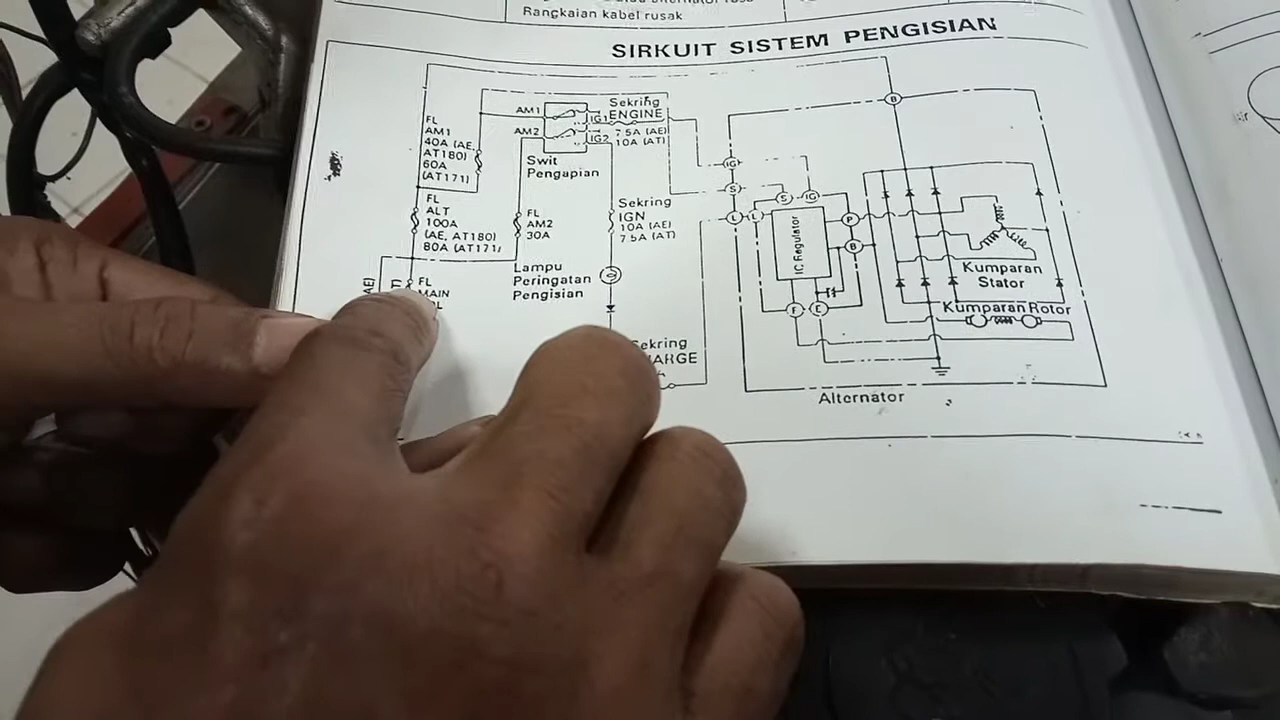 Rangkaian kabel rusak
SIRKUIT SISTEM PENGISIAN
FL
AM1
40A (AE,
AT180)
60A
(AT171)
AM1
AM2
IG1
IG2
Sekring
ENGINE
7.5A (AE)
10A (AT)
Swit
Pengapian
FL
ALT
100A
(AE, AT180)
80A (AT171)
FL
AM2
30A
Sekring
IGN
10A (AE)
7.5A (AT)
Lampu
Peringatan
Pengisian
FL
MAIN
AE)
B
IG
S
L
L
S
IG
P
B
F
E
IC Regulator
Kumparan
Stator
Kumparan Rotor
Alternator